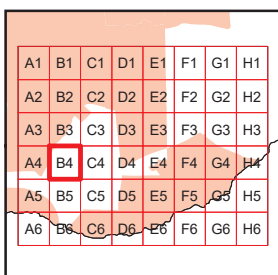 A1 B1 C1 D1 E1 F1 G1 H1
A2 B2 C2 D2 E2 F2 G2 H2
A3 B3 C3 D3 E3 F3 G3 H3
A4 B4 C4 D4 E4 F4 G4 H4
A5 B5 C5 D5 E5 F5 G5 H5
A6 B6 C6 D6 E6 F6 G6 H6